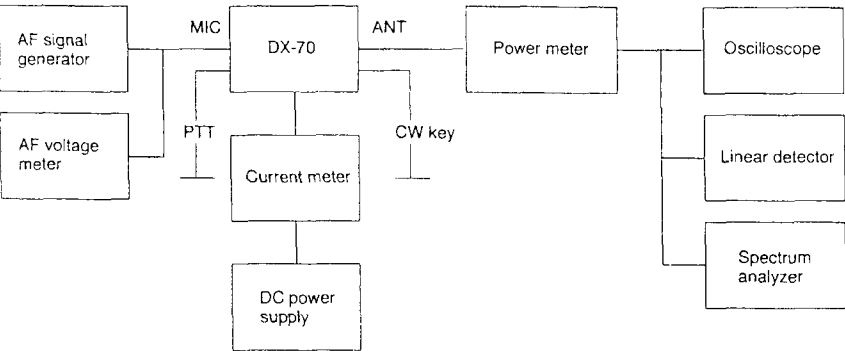 AF signal
generator
MIC
DX-70
ANT
Power meter
Oscilloscope
AF voltage
meter
PTT
CW key
Current meter
Linear detector
DC power
supply
Spectrum
analyzer